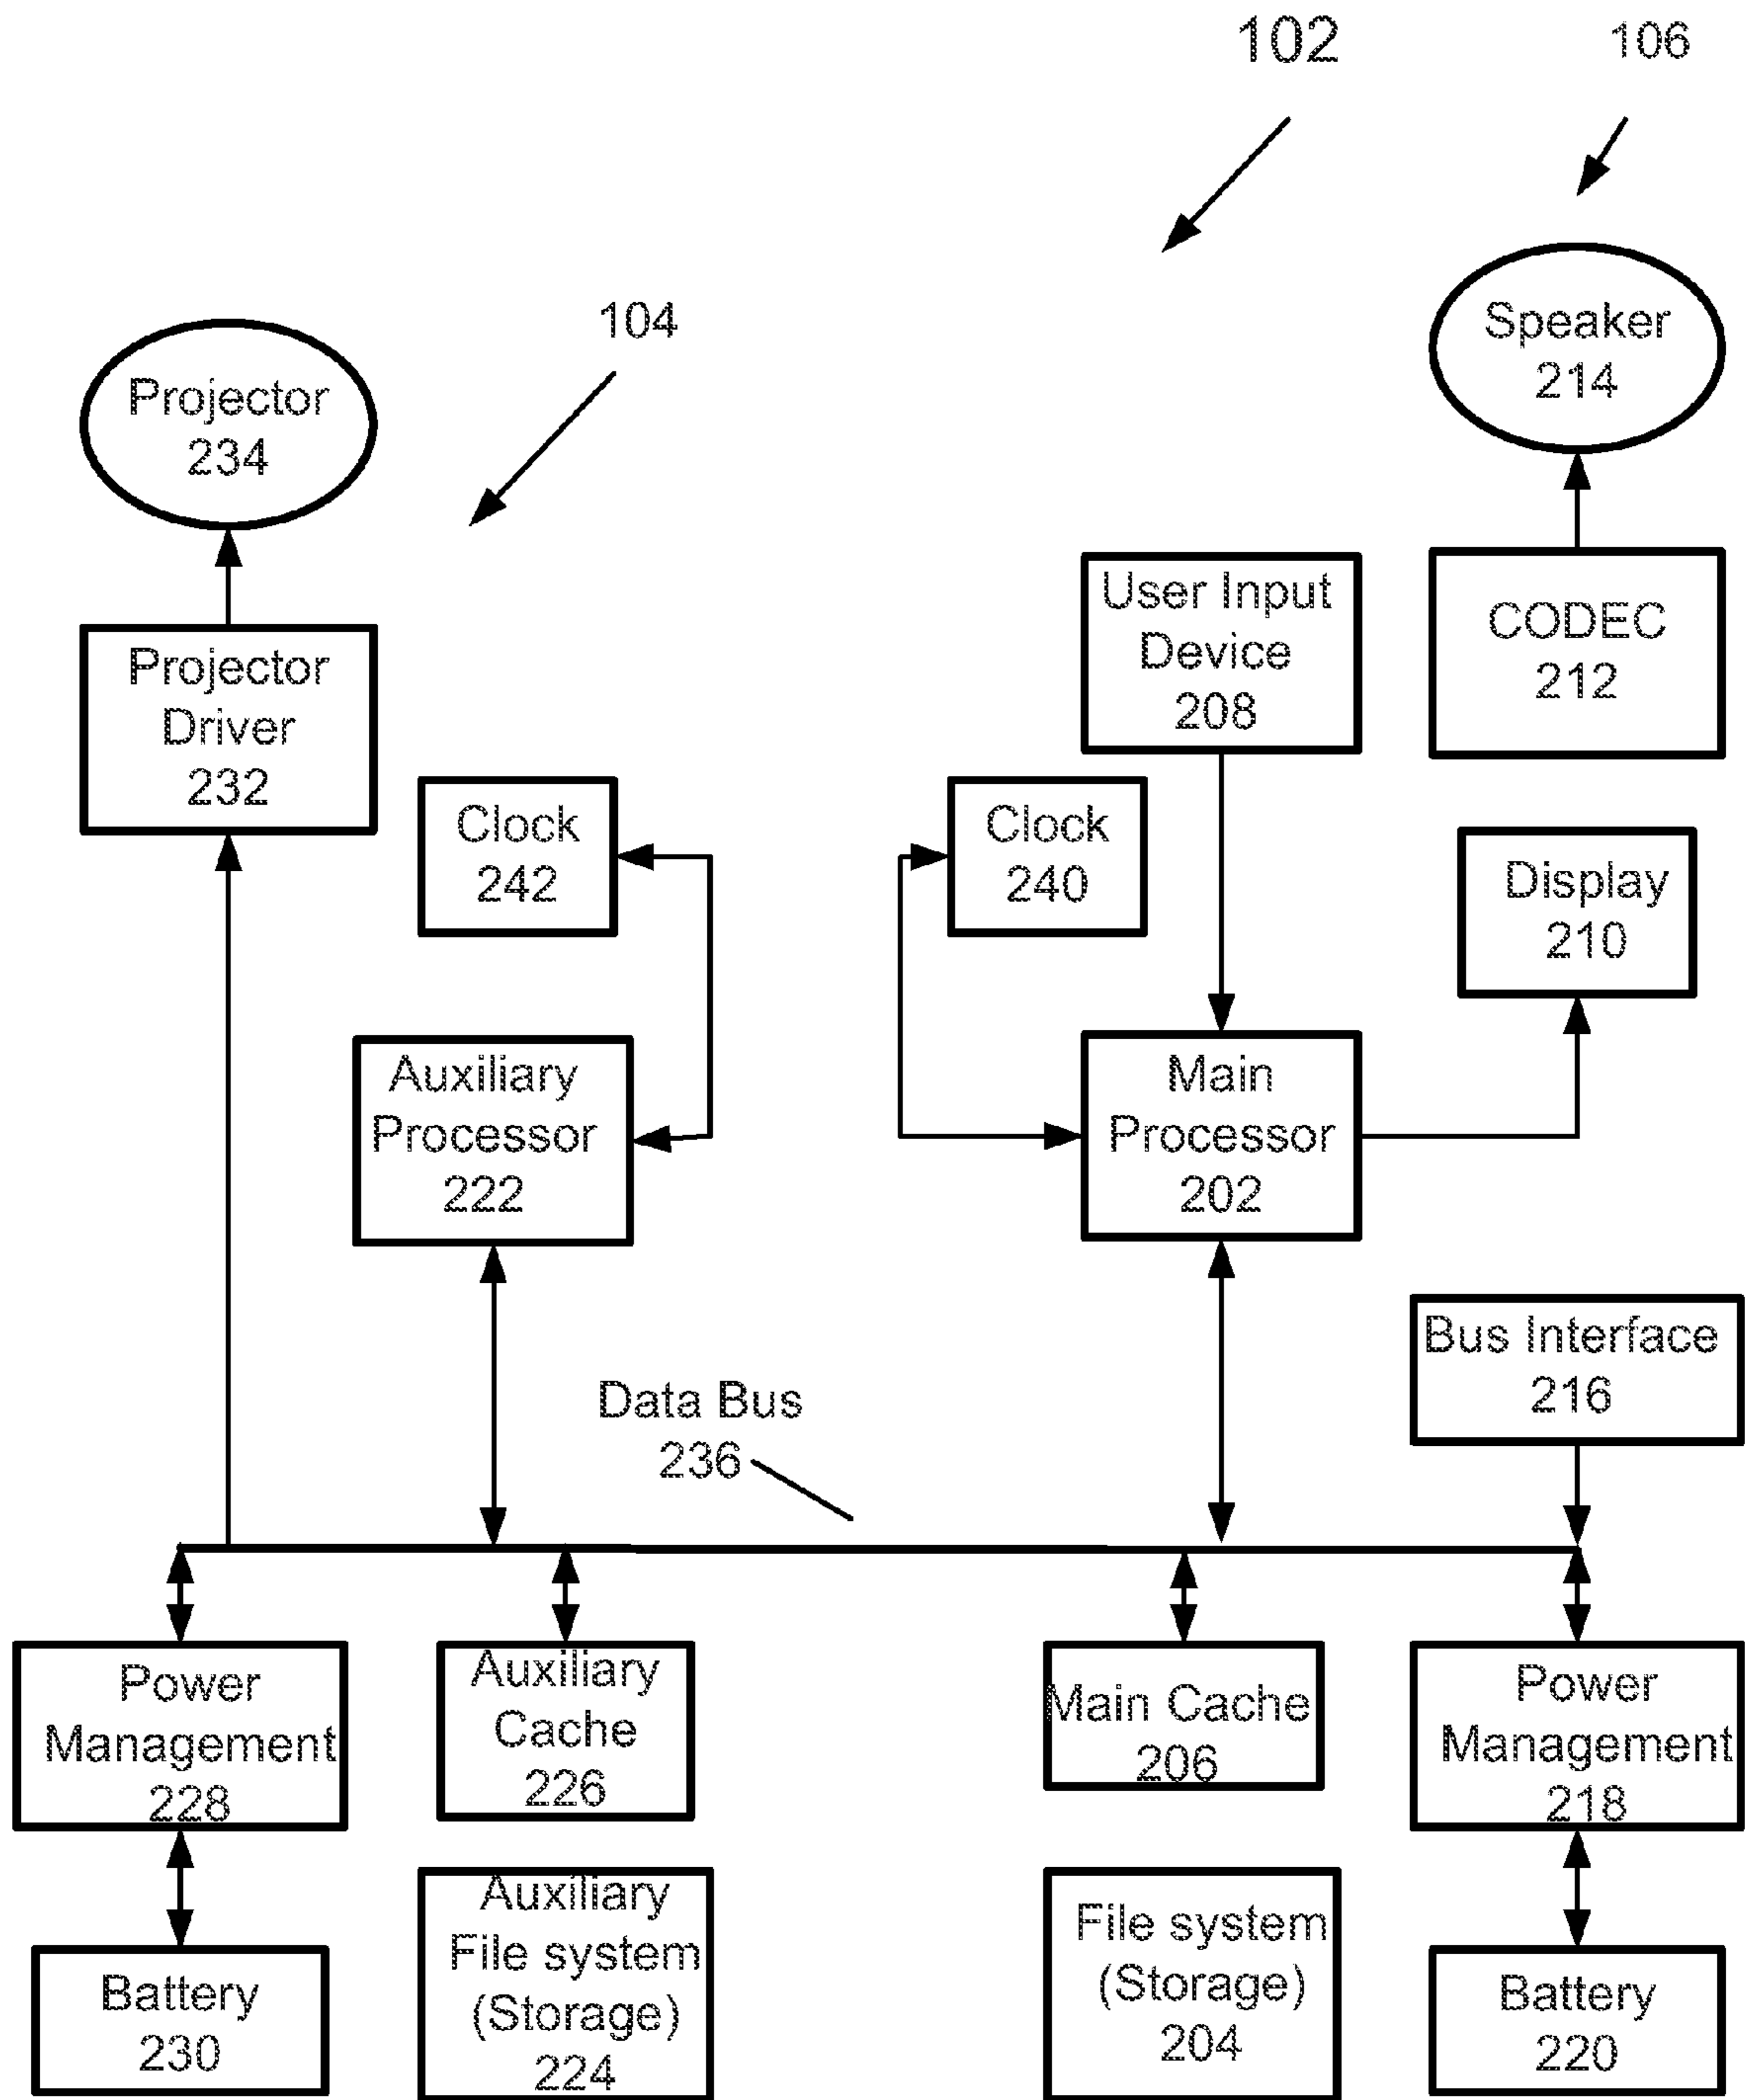 102
106
104
Speaker
214
Projector
234
User Input
Device
208
CODEC
212
Projector
Driver
232
Clock
242
Clock
240
Display
210
Auxiliary
Processor
222
Main
Processor
202
Bus Interface
216
Data Bus
236
Power
Management
228
Auxiliary
Cache
226
Main Cache
206
Power
Management
218
Battery
230
Auxiliary
File system
(Storage)
224
File system
(Storage)
204
Battery
220